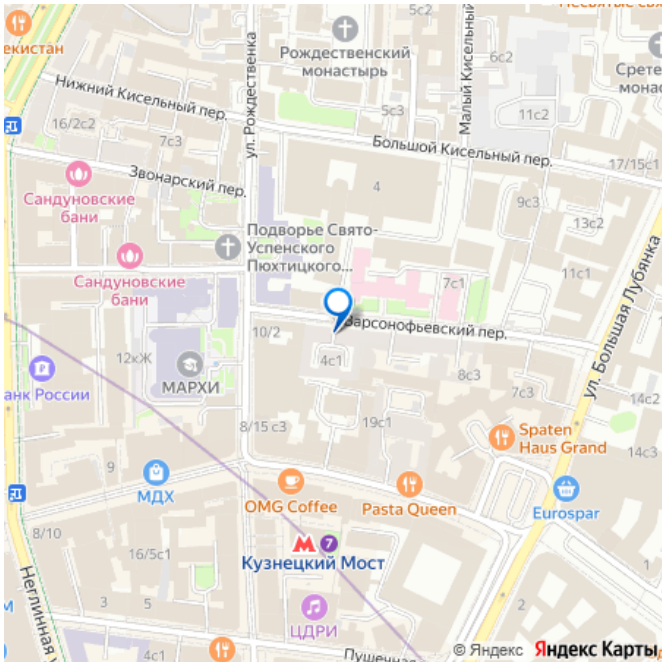 екистан
Рождественский
монастырь
6с2
Малый Кисельный
Срете
мона
11с2
5с3
ул. Рождественка
Нижний Кисельный пер.
16/2с2
7с3
Большой Кисельный пер.
17/15с1
Звонарский пер.
Сандуновские
бани
4
9с3
13с2
Подворье Свято-
Успенского
Пюхтицкого...
11с1
Сандуновские
бани
7с1
ул. Большая Лубянка
10/2
Варсонофьевский пер.
12кЖ
МАРХИ
4с1
8с3
7с3
14с2
анк России
8/15 с3
19с1
Spaten
Haus Grand
14с3
9
МДХ
OMG Coffee
Pasta Queen
Eurospar
8/10
16/5с1
7
Кузнецкий Мост
1
Неглинная у
3
5
ЦДРИ
2
4с1
Пушечная
© Яндекс Яндекс Карты